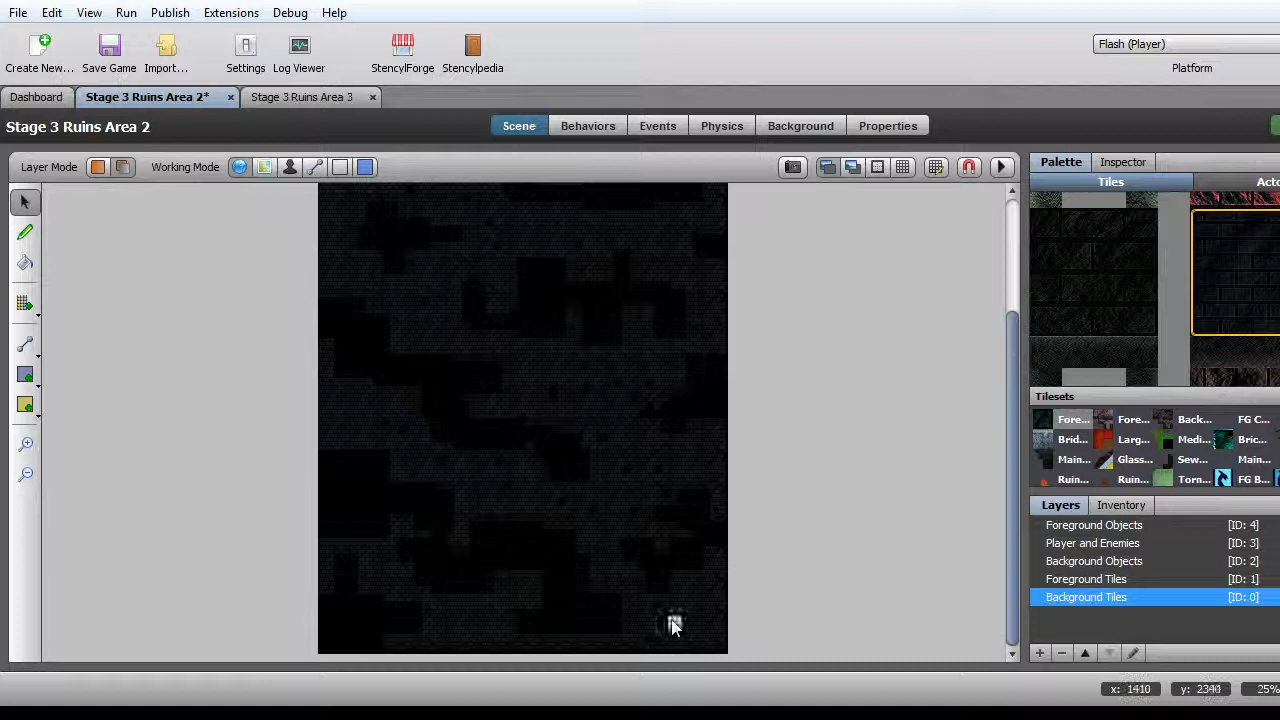 File Edit View Run Publish Extensions Debug Help
Create New... Save Game Import... Settings Log Viewer StencylForge Stencylpedia
Flash (Player)
Platform
Dashboard Stage 3 Ruins Area 2* Stage 3 Ruins Area 3
Stage 3 Ruins Area 2 Scene Behaviors Events Physics Background Properties
Layer Mode Working Mode
Palette Inspector
Tiles Acto
Tilesets
Fore... Fore... Back... FG C...
Brid... Larg... Medi... Bric...
Main... Glass... Sew... Main...
Ruin... Ruin... Torn... FG B...
Layers Inventory
Foreground Objects [ID: 4]
Player and Enemies [ID: 3]
Background Objects [ID: 2]
Foreground Tiles [ID: 1]
Background Tiles [ID: 0]
x: 1410 y: 2340 25%